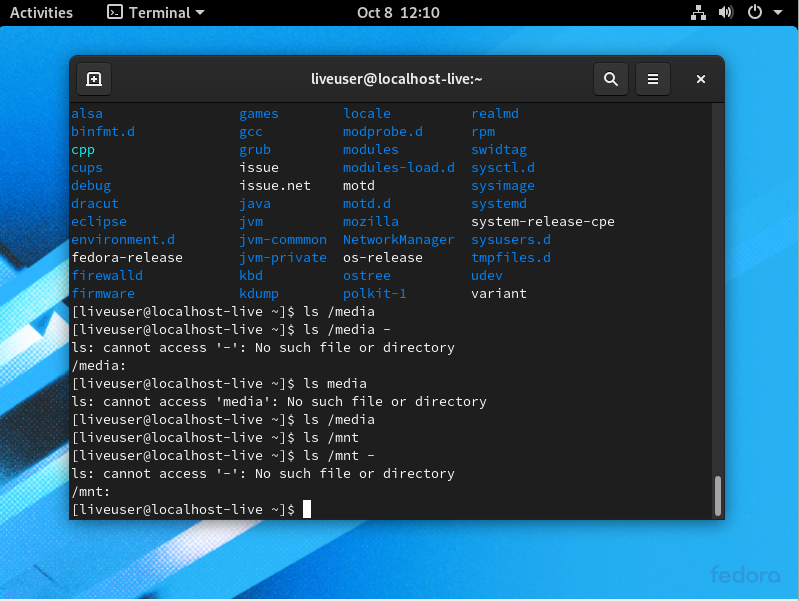 Activities Terminal Oct 8 12:10
liveuser@localhost-live:~
alsa games locale realmd
binfmt.d gcc modprobe.d rpm
cpp grub modules swidtag
cups issue modules-load.d sysctl.d
debug issue.net motd sysimage
dracut java motd.d systemd
eclipse jvm mozilla system-release-cpe
environment.d jvm-commmon NetworkManager sysusers.d
fedora-release jvm-private os-release tmpfiles.d
firewalld kbd ostree udev
firmware kdump polkit-1 variant
[liveuser@localhost-live ~]$ ls /media
[liveuser@localhost-live ~]$ ls /media -
ls: cannot access '-': No such file or directory
/media:
[liveuser@localhost-live ~]$ ls media
ls: cannot access 'media': No such file or directory
[liveuser@localhost-live ~]$ ls /media
[liveuser@localhost-live ~]$ ls /mnt
[liveuser@localhost-live ~]$ ls /mnt -
ls: cannot access '-': No such file or directory
/mnt:
[liveuser@localhost-live ~]$
fedora